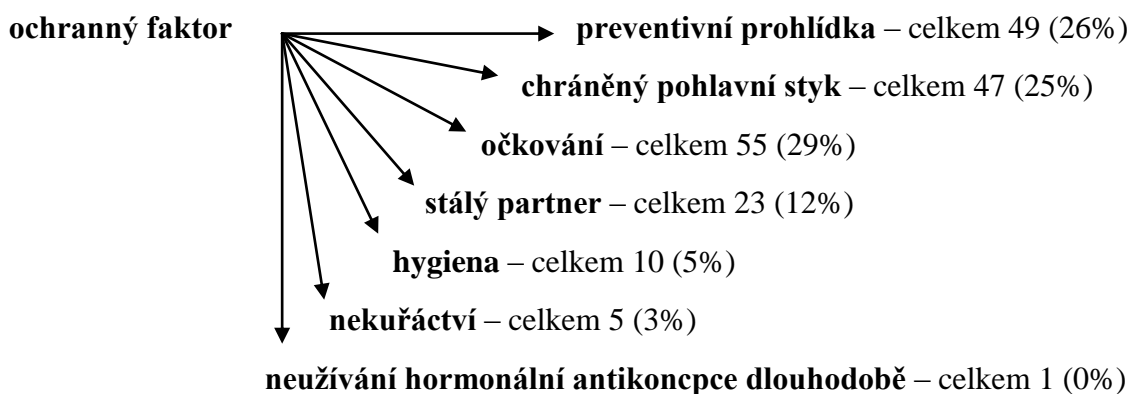 ochranný faktor preventivní prohlídka – celkem 49 (26%)
chráněný pohlavní styk – celkem 47 (25%)
očkování – celkem 55 (29%)
stálý partner – celkem 23 (12%)
hygiena – celkem 10 (5%)
nekuřáctví – celkem 5 (3%)
neužívání hormonální antikoncpce dlouhodobě – celkem 1 (0%)